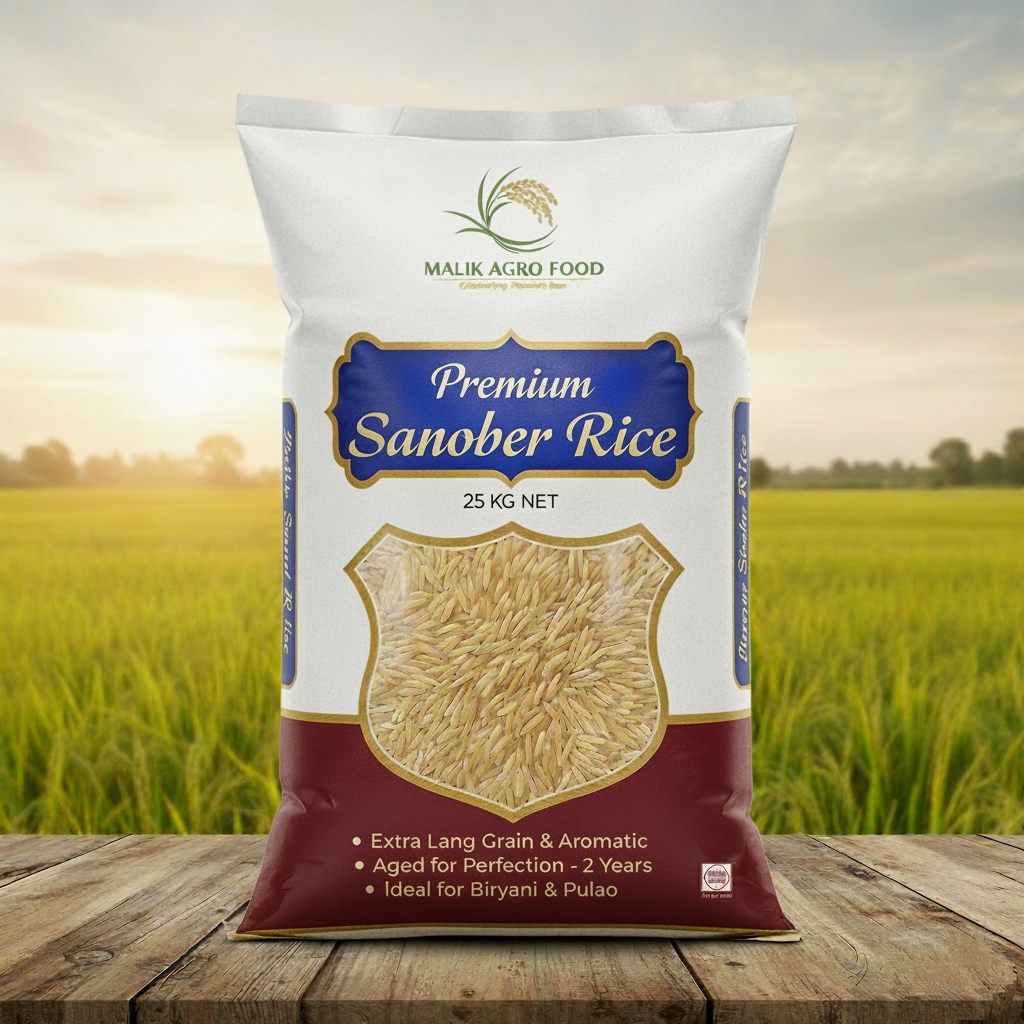 MALIK AGRO FOOD
Premium
Sanober Rice
25 KG NET
• Extra Lang Grain & Aromatic
• Aged for Perfection - 2 Years
• Ideal for Biryani & Pulao